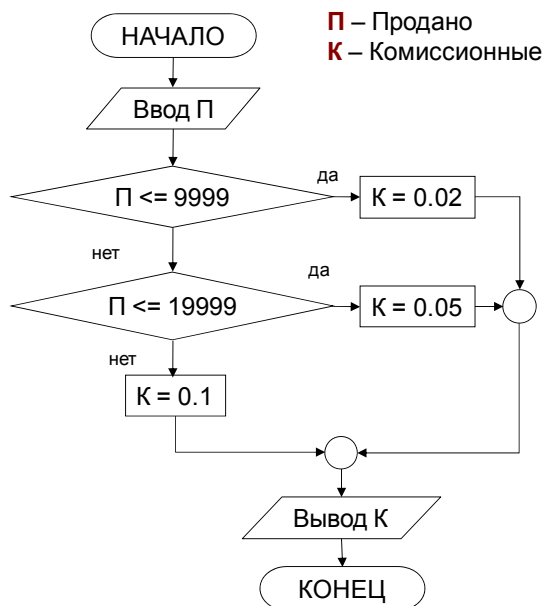 П – Продано
К – Комиссионные
НАЧАЛО
Ввод П
П <= 9999
да
К = 0.02
нет
П <= 19999
да
К = 0.05
нет
К = 0.1
Вывод К
КОНЕЦ